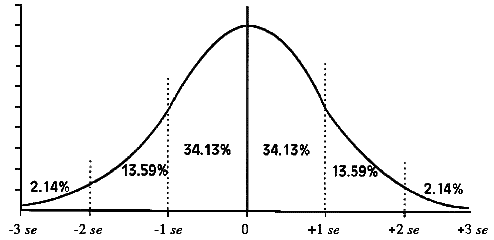 34.13% 34.13%
13.59% 13.59%
2.14% 2.14%
-3 se -2 se -1 se 0 +1 se +2 se +3 se